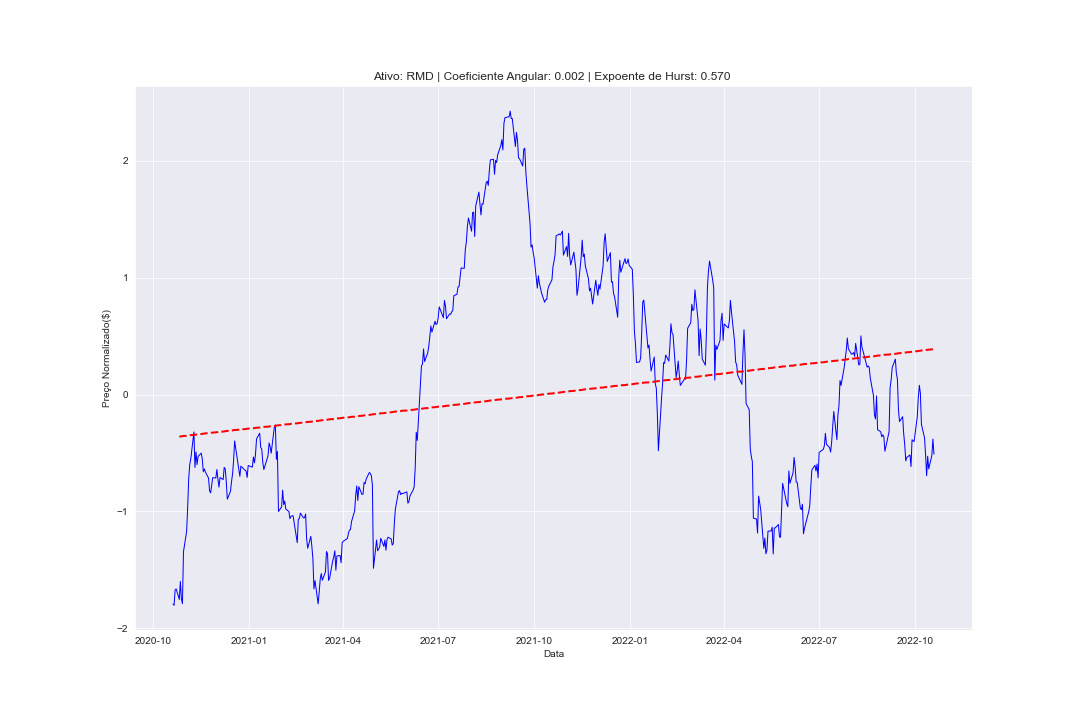 Ativo: RMD | Coeficiente Angular: 0.002 | Expoente de Hurst: 0.570
Preço Normalizado($)
2
1
0
−1
−2
2020-10 2021-01 2021-04 2021-07 2021-10 2022-01 2022-04 2022-07 2022-10
Data